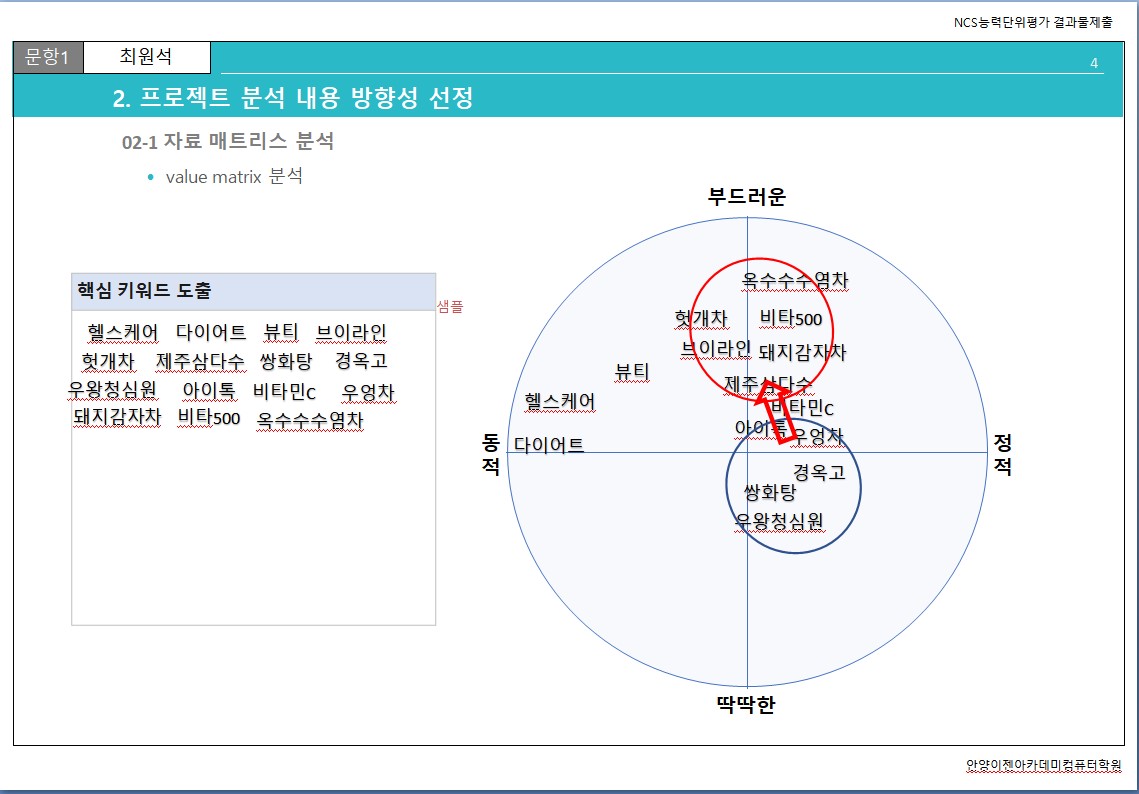 NCS능력단위평가 결과물제출
문항1 최원석
4
2. 프로젝트 분석 내용 방향성 선정
02-1 자료 매트리스 분석
• value matrix 분석
핵심 키워드 도출
샘플
헬스케어 다이어트 뷰티 브이라인
헛개차 제주삼다수 쌍화탕 경옥고
우왕청심원 아이톡 비타민C 우엉차
돼지감자차 비타500 옥수수수염차
부드러운
옥수수수염차
헛개차 비타500
브이라인 돼지감자차
뷰티 제주삼다수
헬스케어 비타민C
아이톡 우엉차
동적
다이어트
정적
경옥고
쌍화탕
우왕청심원
딱딱한
안양이젠아카데미컴퓨터학원